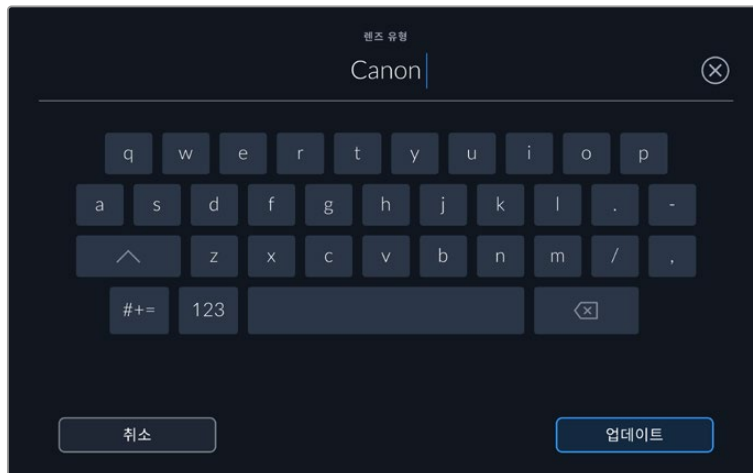 렌즈 유형
Canon
q w e r t y u i o p
a s d f g h j k l . -
z x c v b n m / ,
#+= 123
취소 업데이트